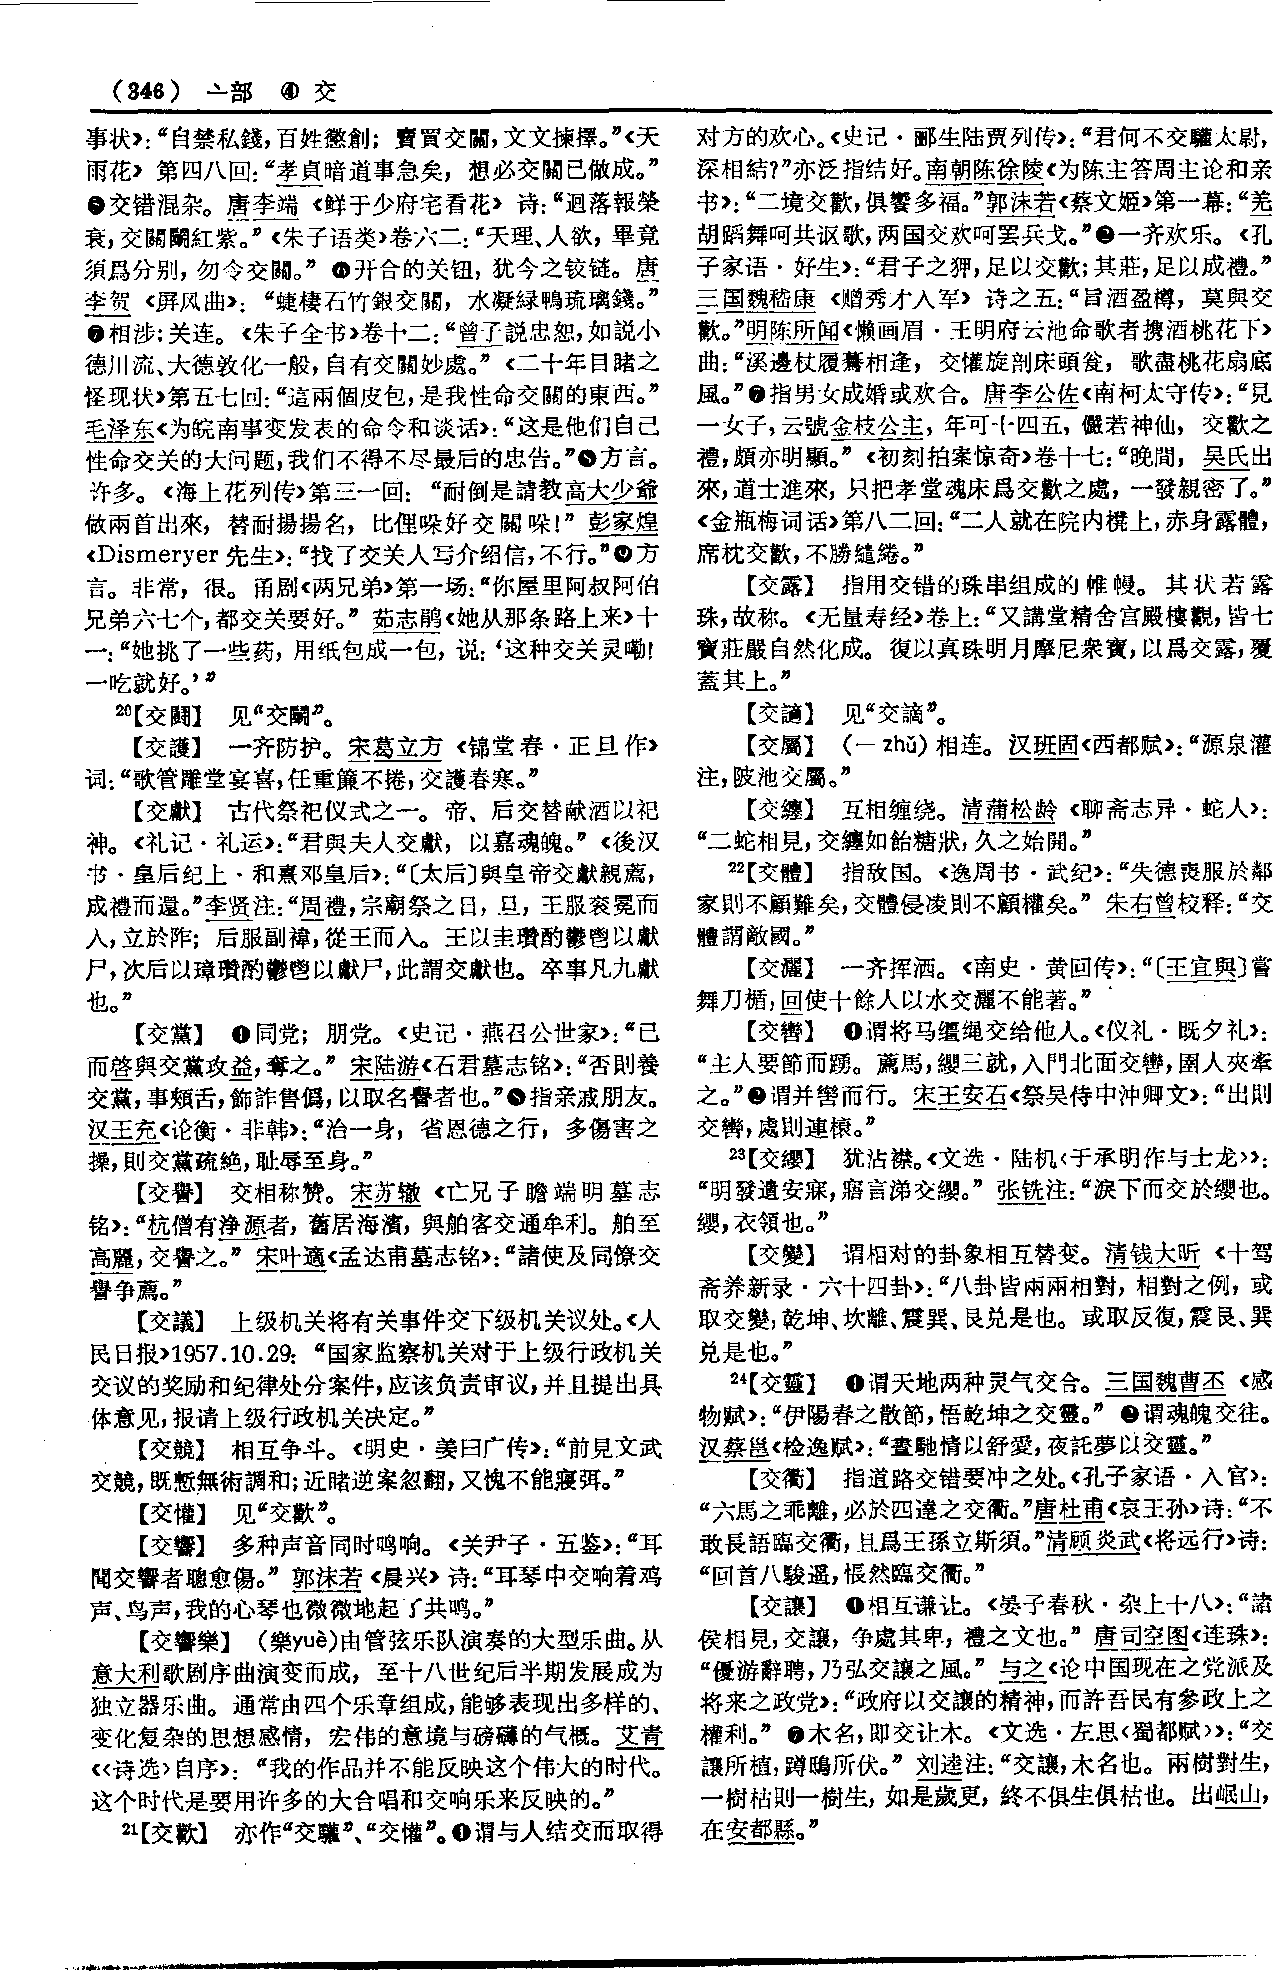 （346） 亠部 ④ 交
事状》：“自禁私錢，百姓懲創；賣買交關，文文揀擇。”《天
雨花》第四八回：“孝貞暗道事急矣，想必交關已做成。”
❺交错混杂。唐李端《鲜于少府宅看花》诗：“迴落報榮
衰，交關鬭紅紫。”《朱子语类》卷六二：“天理、人欲，畢竟
須爲分别，勿令交關。”❻开合的关钮，犹今之铰链。唐
李贺《屏风曲》：“蝶棲石竹銀交關，水凝緑鴨琉璃錢。”
❼相涉；关连。《朱子全书》卷十二：“曾子説忠恕，如説小
德川流、大德敦化一般，自有交關妙處。”《二十年目睹之
怪现状》第五七回：“這兩個皮包，是我性命交關的東西。”
毛泽东《为皖南事变发表的命令和谈话》：“这是他们自己
性命交关的大问题，我们不得不尽最后的忠告。”❽方言。
许多。《海上花列传》第三一回：“耐倒是請教高大少爺
做兩首出來，替耐揚揚名，比俚哚好交關哚！”彭家煌
《Dismeryer先生》：“找了交关人写介绍信，不行。”❾方
言。非常，很。甬剧《两兄弟》第一场：“你屋里阿叔阿伯
兄弟六七个，都交关要好。”茹志鹃《她从那条路上来》十
一：“她挑了一些药，用纸包成一包，说：‘这种交关灵嘞！
一吃就好。’”
20【交鬪】 见“交鬭”。
【交護】 一齐防护。宋葛立方《锦堂春·正旦作》
词：“歌管雕堂宴喜，任重簾不捲，交護春寒。”
【交獻】 古代祭祀仪式之一。帝、后交替献酒以祀
神。《礼记·礼运》：“君與夫人交獻，以嘉魂魄。”《後汉
书·皇后纪上·和熹邓皇后》：“〔太后〕與皇帝交獻親薦，
成禮而還。”李贤注：“周禮，宗廟祭之日，旦，王服衮冕而
入，立於阼；后服副褘，從王而入。王以圭瓚酌鬱鬯以獻
尸，次后以璋瓚酌鬱鬯以獻尸，此謂交獻也。卒事凡九獻
也。”
【交黨】 ❶同党；朋党。《史记·燕召公世家》：“已
而啓與交黨攻益，奪之。”宋陆游《石君墓志铭》：“否則養
交黨，事頰舌，飾詐售僞，以取名譽者也。”❷指亲戚朋友。
汉王充《论衡·非韩》：“治一身，省恩德之行，多傷害之
操，則交黨疏絶，耻辱至身。”
【交譽】 交相称赞。宋苏辙《亡兄子瞻端明墓志
铭》：“杭僧有浄源者，舊居海濱，與舶客交通牟利。舶至
高麗，交譽之。”宋叶適《孟达甫墓志铭》：“諸使及同僚交
譽争薦。”
【交議】 上级机关将有关事件交下级机关议处。《人
民日报》1957.10.29：“国家监察机关对于上级行政机关
交议的奖励和纪律处分案件，应该负责审议，并且提出具
体意见，报请上级行政机关决定。”
【交競】 相互争斗。《明史·姜曰广传》：“前見文武
交競，既慙無術調和；近睹逆案忽翻，又愧不能寢弭。”
【交懽】 见“交歡”。
【交響】 多种声音同时鸣响。《关尹子·五鉴》：“耳
聞交響者聰愈傷。”郭沫若《晨兴》诗：“耳琴中交响着鸡
声、鸟声，我的心琴也微微地起了共鸣。”
【交響樂】 （樂yuè）由管弦乐队演奏的大型乐曲。从
意大利歌剧序曲演变而成，至十八世纪后半期发展成为
独立器乐曲。通常由四个乐章组成，能够表现出多样的、
变化复杂的思想感情，宏伟的意境与磅礴的气概。艾青
《〈诗选〉自序》：“我的作品并不能反映这个伟大的时代。
这个时代是要用许多的大合唱和交响乐来反映的。”
21【交歡】 亦作“交驩”、“交懽”。❶谓与人结交而取得
对方的欢心。《史记·郦生陆贾列传》：“君何不交驩太尉，
深相結？”亦泛指结好。南朝陈徐陵《为陈主答周主论和亲
书》：“二境交歡，俱饗多福。”郭沫若《蔡文姬》第一幕：“羌
胡蹈舞呵共讴歌，两国交欢呵罢兵戈。”❷一齐欢乐。《孔
子家语·好生》：“君子之狎，足以交歡；其莊，足以成禮。”
三国魏嵇康《赠秀才入军》诗之五：“旨酒盈樽，莫與交
歡。”明陈所闻《懒画眉·王明府云池命歌者携酒桃花下》
曲：“溪邊杖履驀相逢，交懽旋剖床頭瓮，歌盡桃花扇底
風。”❸指男女成婚或欢合。唐李公佐《南柯太守传》：“見
一女子，云號金枝公主，年可十四五，儼若神仙，交歡之
禮，頗亦明顯。”《初刻拍案惊奇》卷十七：“晚間，吴氏出
來，道士進來，只把孝堂魂床爲交歡之處，一發親密了。”
《金瓶梅词话》第八二回：“二人就在院内櫈上，赤身露體，
席枕交歡，不勝繾綣。”
【交露】 指用交错的珠串组成的帷幔。其状若露
珠，故称。《无量寿经》卷上：“又講堂精舍宫殿樓觀，皆七
寶莊嚴自然化成。復以真珠明月摩尼衆寶，以爲交露，覆
蓋其上。”
【交讁】 见“交謫”。
【交屬】 （—zhǔ）相连。汉班固《西都赋》：“源泉灌
注，陂池交屬。”
【交纏】 互相缠绕。清蒲松龄《聊斋志异·蛇人》：
“二蛇相見，交纏如飴糖狀，久之始開。”
22【交體】 指敌国。《逸周书·武纪》：“失德喪服於鄰
家則不顧難矣，交體侵凌則不顧權矣。”朱右曾校释：“交
體謂敵國。”
【交灑】 一齐挥洒。《南史·黄回传》：“〔王宜與〕嘗
舞刀楯，回使十餘人以水交灑不能著。”
【交轡】 ❶谓将马缰绳交给他人。《仪礼·既夕礼》：
“主人要節而踴。薦馬，纓三就，入門北面交轡，圉人夾牽
之。”❷谓并辔而行。宋王安石《祭吴侍中沖卿文》：“出則
交轡，處則連榱。”
23【交纓】 犹沾襟。《文选·陆机〈于承明作与士龙〉》：
“明發遺安寐，寤言涕交纓。”张铣注：“淚下而交於纓也。
纓，衣領也。”
【交變】 谓相对的卦象相互替变。清钱大昕《十驾
斋养新录·六十四卦》：“八卦皆兩兩相對，相對之例，或
取交變，乾坤、坎離、震巽、艮兑是也。或取反復，震艮、巽
兑是也。”
24【交靈】 ❶谓天地两种灵气交合。三国魏曹丕《感
物赋》：“伊陽春之散節，悟乾坤之交靈。”❷谓魂魄交往。
汉蔡邕《检逸赋》：“晝馳情以舒愛，夜託夢以交靈。”
【交衢】 指道路交错要冲之处。《孔子家语·入官》：
“六馬之乖離，必於四達之交衢。”唐杜甫《哀王孙》诗：“不
敢長語臨交衢，且爲王孫立斯須。”清顾炎武《将远行》诗：
“回首八駿遥，悵然臨交衢。”
【交讓】 ❶相互谦让。《晏子春秋·杂上十八》：“諸
侯相見，交讓，争處其卑，禮之文也。”唐司空图《连珠》：
“優游辭聘，乃弘交讓之風。”与之《论中国现在之党派及
将来之政党》：“政府以交讓的精神，而許吾民有參政上之
權利。”❷木名，即交让木。《文选·左思〈蜀都赋〉》：“交
讓所植，蹲鴟所伏。”刘逵注：“交讓，木名也。兩樹對生，
一樹枯則一樹生，如是歲更，終不俱生俱枯也。出岷山，
在安都縣。”